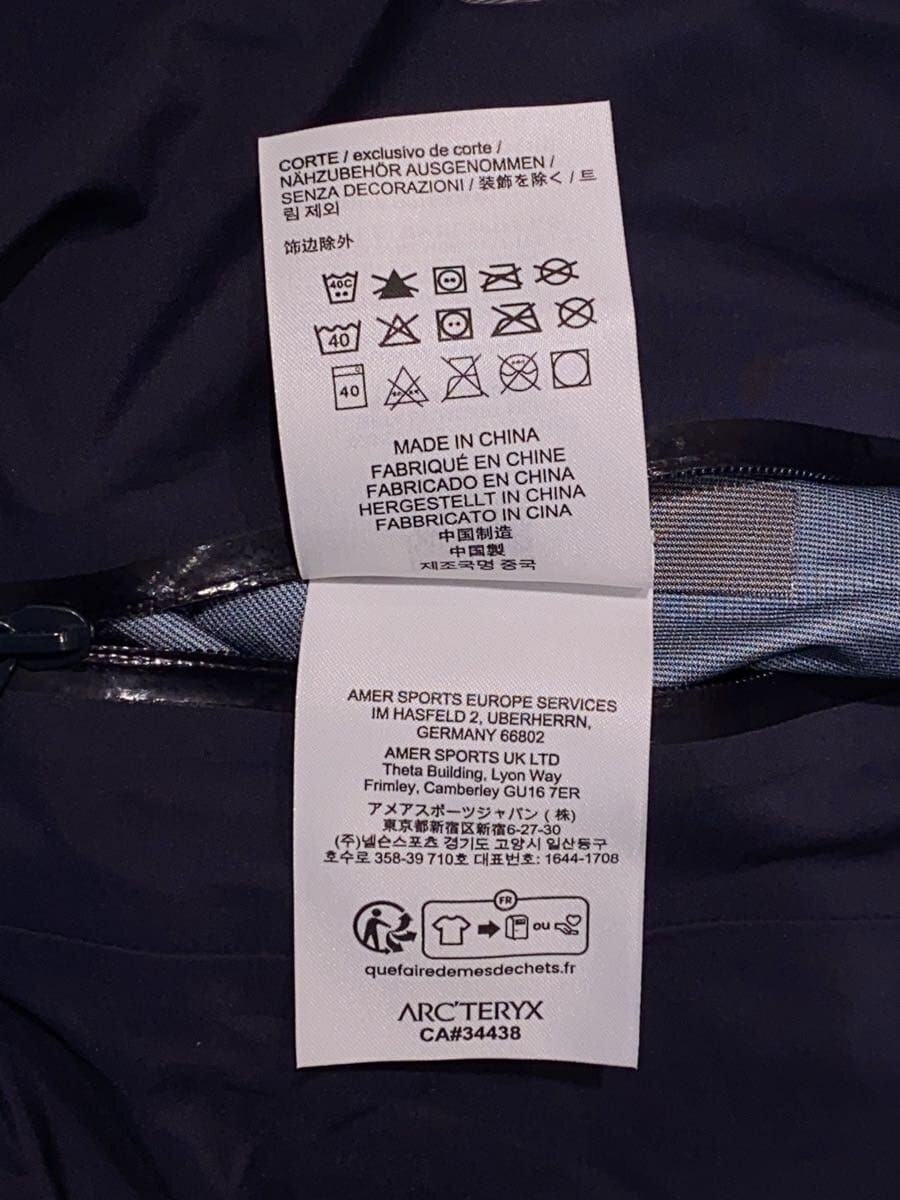 CORTE / exclusivo de corte /
NÄHZUBEHÖR AUSGENOMMEN /
SENZA DECORAZIONI / 装飾を除く / 트
림 제외
饰边除外
40C
40
40
MADE IN CHINA
FABRIQUÉ EN CHINE
FABRICADO EN CHINA
HERGESTELLT IN CHINA
FABBRICATO IN CINA
中国制造
中国製
제조국명 중국
AMER SPORTS EUROPE SERVICES
IM HASFELD 2, UBERHERRN,
GERMANY 66802
AMER SPORTS UK LTD
Theta Building, Lyon Way
Frimley, Camberley GU16 7ER
アメアスポーツジャパン (株)
東京都新宿区新宿6-27-30
(주)넬슨스포츠 경기도 고양시 일산동구
호수로 358-39 710호 대표번호: 1644-1708
FR
ou
quefairedemesdechets.fr
ARC'TERYX
CA#34438